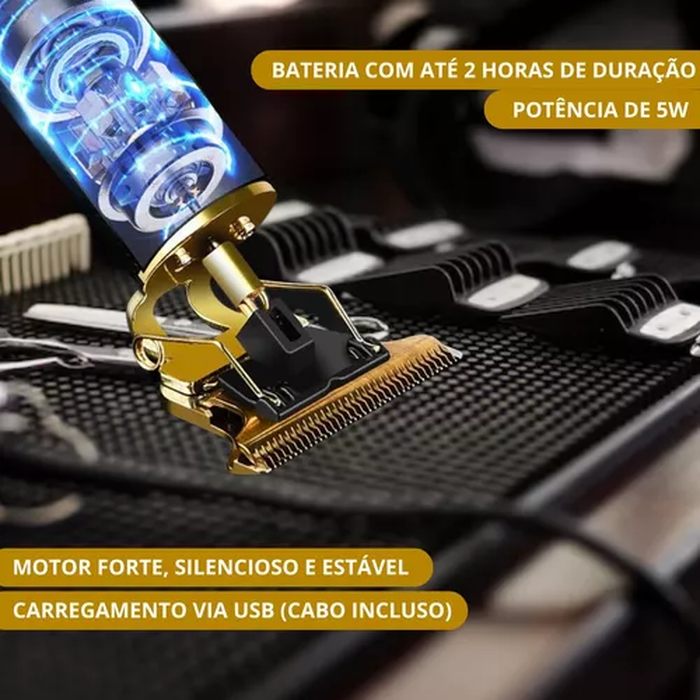 BATERIA COM ATÉ 2 HORAS DE DURAÇÃO
POTÊNCIA DE 5W
MOTOR FORTE, SILENCIOSO E ESTÁVEL
CARREGAMENTO VIA USB (CABO INCLUSO)